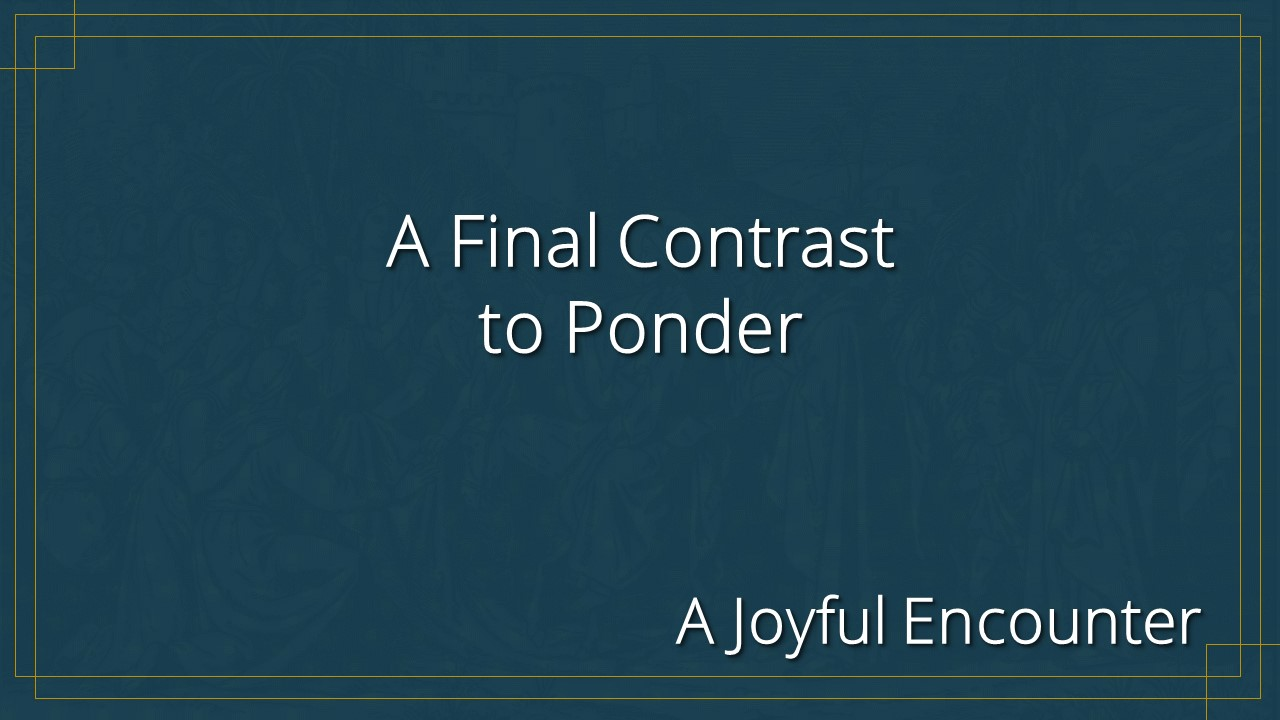 A Final Contrast
to Ponder
A Joyful Encounter